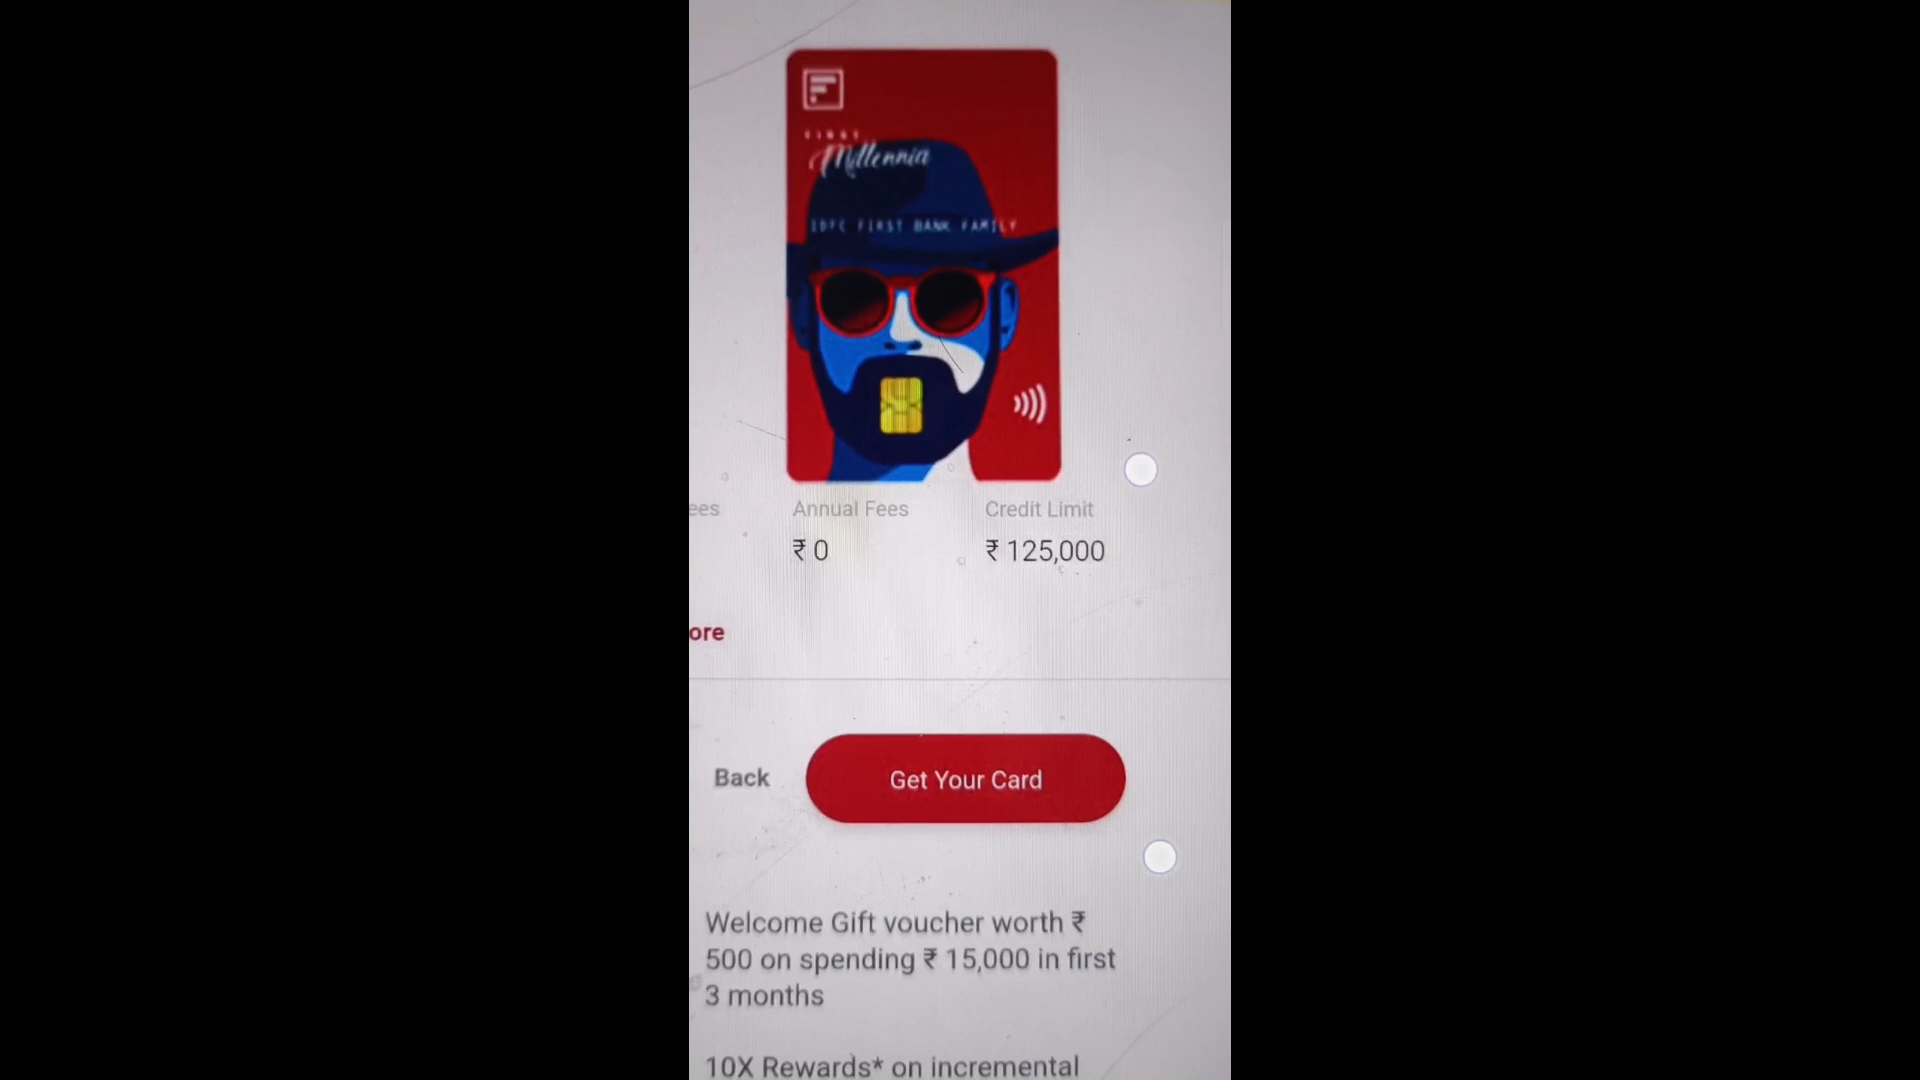 FIRST
Millennia
IDFC FIRST BANK FAMILY
ees
Annual Fees
Credit Limit
₹ 0
₹ 125,000
ore
Back
Get Your Card
Welcome Gift voucher worth ₹
500 on spending ₹ 15,000 in first
3 months
10X Rewards* on incremental